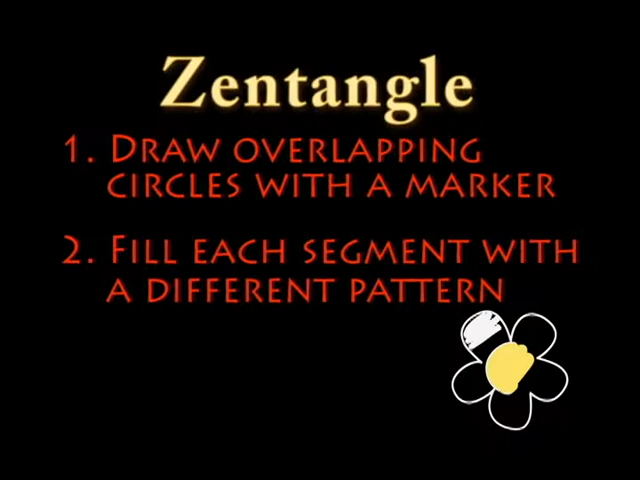 Zentangle
1. Draw overlapping
circles with a marker
2. Fill each segment with
a different pattern